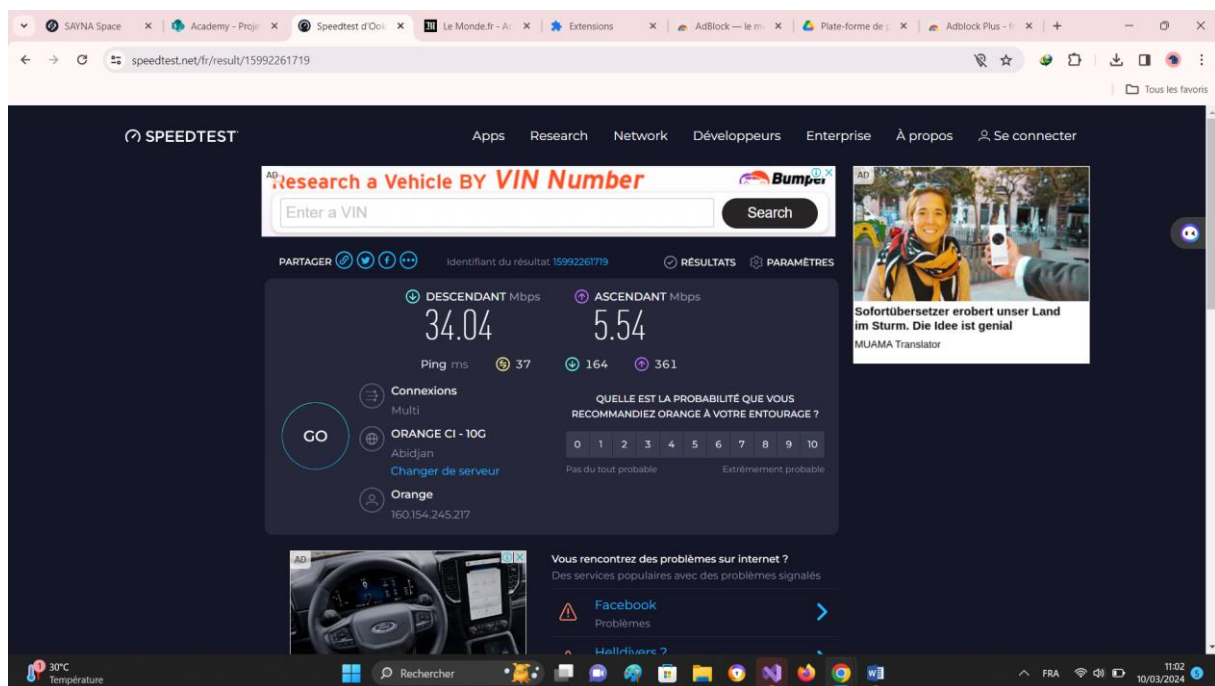 SAYNA Space
Academy - Proje
Speedtest d'Ook
Le Monde.fr - Ac
Extensions
AdBlock — le m
Plate-forme de p
Adblock Plus - fr
speedtest.net/fr/result/15992261719
Tous les favoris
SPEEDTEST
Apps Research Network Développeurs Enterprise À propos Se connecter
AD
Research a Vehicle BY VIN Number
Bumper
Enter a VIN
Search
AD
PARTAGER
Identifiant du résultat 15992261719
RÉSULTATS
PARAMÈTRES
Sofortübersetzer erobert unser Land
im Sturm. Die Idee ist genial
MUAMA Translator
DESCENDANT Mbps
ASCENDANT Mbps
34.04
5.54
Ping ms 37 164 361
Connexions
Multi
GO
ORANGE CI - 10G
Abidjan
Changer de serveur
Orange
160.154.245.217
QUELLE EST LA PROBABILITÉ QUE VOUS
RECOMMANDIEZ ORANGE À VOTRE ENTOURAGE ?
0 1 2 3 4 5 6 7 8 9 10
Pas du tout probable
Extrêmement probable
AD
Vous rencontrez des problèmes sur internet ?
Des services populaires avec des problèmes signalés
Facebook
Problèmes
Helldivers 2
1
30°C
Température
Rechercher
FRA
11:02
10/03/2024
5